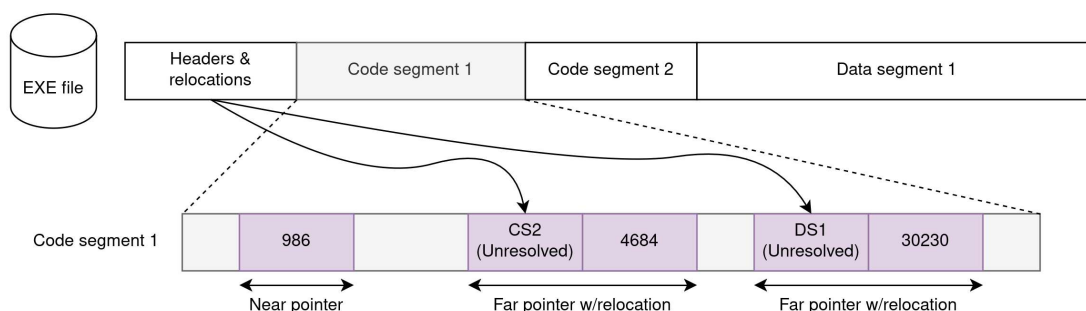 Headers &
relocations
Code segment 1
Code segment 2
Data segment 1
EXE file
Code segment 1
986
CS2
(Unresolved)
4684
DS1
(Unresolved)
30230
Near pointer
Far pointer w/relocation
Far pointer w/relocation